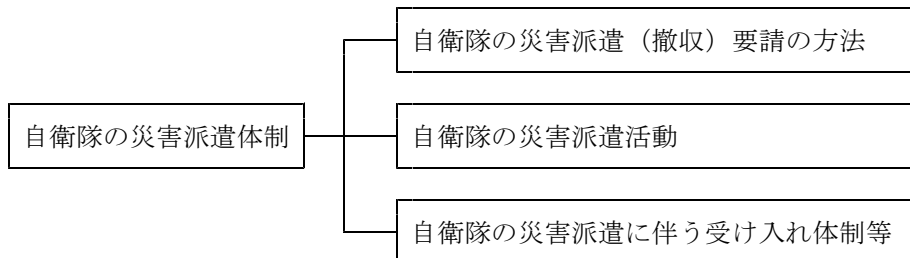 自衛隊の災害派遣（撤収）要請の方法
自衛隊の災害派遣体制
自衛隊の災害派遣活動
自衛隊の災害派遣に伴う受け入れ体制等